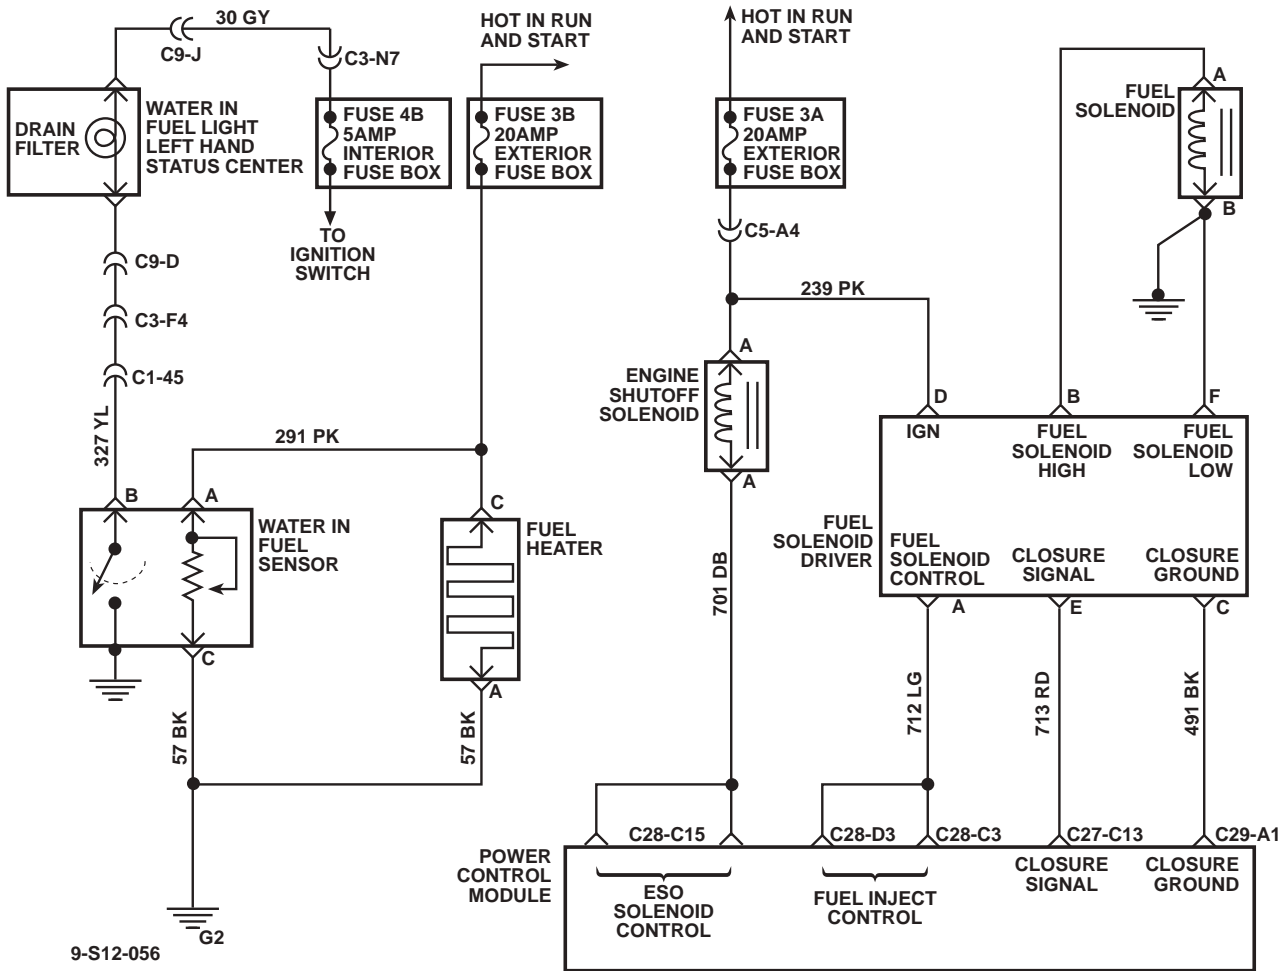 30 GY
C9-J
C3-N7
HOT IN RUN
AND START
HOT IN RUN
AND START
DRAIN
FILTER
WATER IN
FUEL LIGHT
LEFT HAND
STATUS CENTER
FUSE 4B
5AMP
INTERIOR
FUSE BOX
FUSE 3B
20AMP
EXTERIOR
FUSE BOX
FUSE 3A
20AMP
EXTERIOR
FUSE BOX
FUEL
SOLENOID
A
B
TO
IGNITION
SWITCH
C5-A4
C9-D
C3-F4
C1-45
327 YL
291 PK
239 PK
ENGINE
SHUTOFF
SOLENOID
A
A
D
B
F
IGN
FUEL
SOLENOID
HIGH
FUEL
SOLENOID
LOW
B
A
C
WATER IN
FUEL
SENSOR
FUEL
HEATER
FUEL
SOLENOID
DRIVER
FUEL
SOLENOID
CONTROL
CLOSURE
SIGNAL
CLOSURE
GROUND
701 DB
A
E
C
C
A
57 BK
57 BK
712 LG
713 RD
491 BK
C28-C15
C28-D3
C28-C3
C27-C13
C29-A1
POWER
CONTROL
MODULE
ESO
SOLENOID
CONTROL
FUEL INJECT
CONTROL
CLOSURE
SIGNAL
CLOSURE
GROUND
G2
9-S12-056